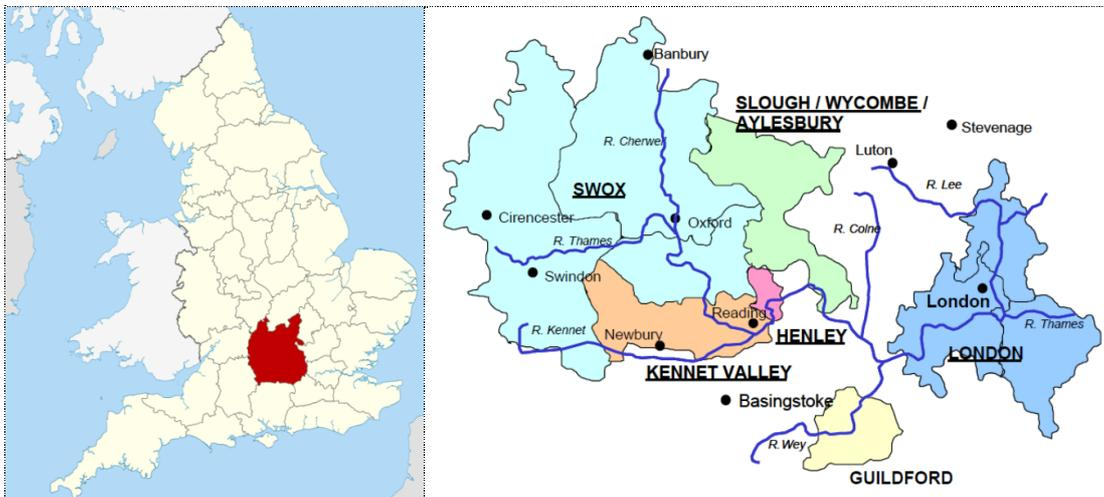 Banbury
SLOUGH / WYCOMBE /
AYLESBURY
Stevenage
R. Cherwell
Luton
R. Lee
SWOX
Cirencester
Oxford
R. Colne
R. Thames
Swindon
London
Reading
R. Thames
R. Kennet
Newbury
HENLEY
LONDON
KENNET VALLEY
Basingstoke
R. Wey
GUILDFORD